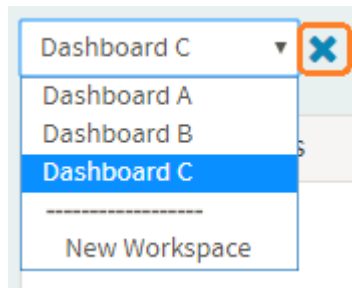 Dashboard C
Dashboard A
Dashboard B
Dashboard C
------------------
New Workspace